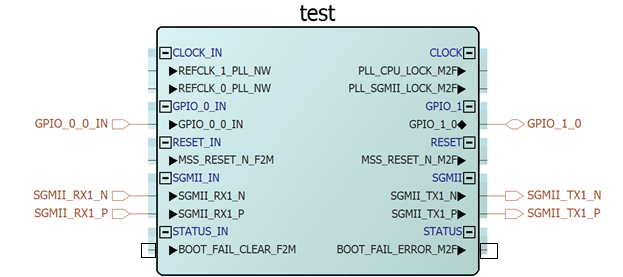 test
CLOCK_IN CLOCK
REFCLK_1_PLL_NW PLL_CPU_LOCK_M2F
REFCLK_0_PLL_NW PLL_SGMII_LOCK_M2F
GPIO_0_IN GPIO_1
GPIO_0_0_IN GPIO_0_0_IN GPIO_1_0 GPIO_1_0
RESET_IN RESET
MSS_RESET_N_F2M MSS_RESET_N_M2F
SGMII_IN SGMII
SGMII_RX1_N SGMII_RX1_N SGMII_TX1_N SGMII_TX1_N
SGMII_RX1_P SGMII_RX1_P SGMII_TX1_P SGMII_TX1_P
STATUS_IN STATUS
BOOT_FAIL_CLEAR_F2M BOOT_FAIL_ERROR_M2F